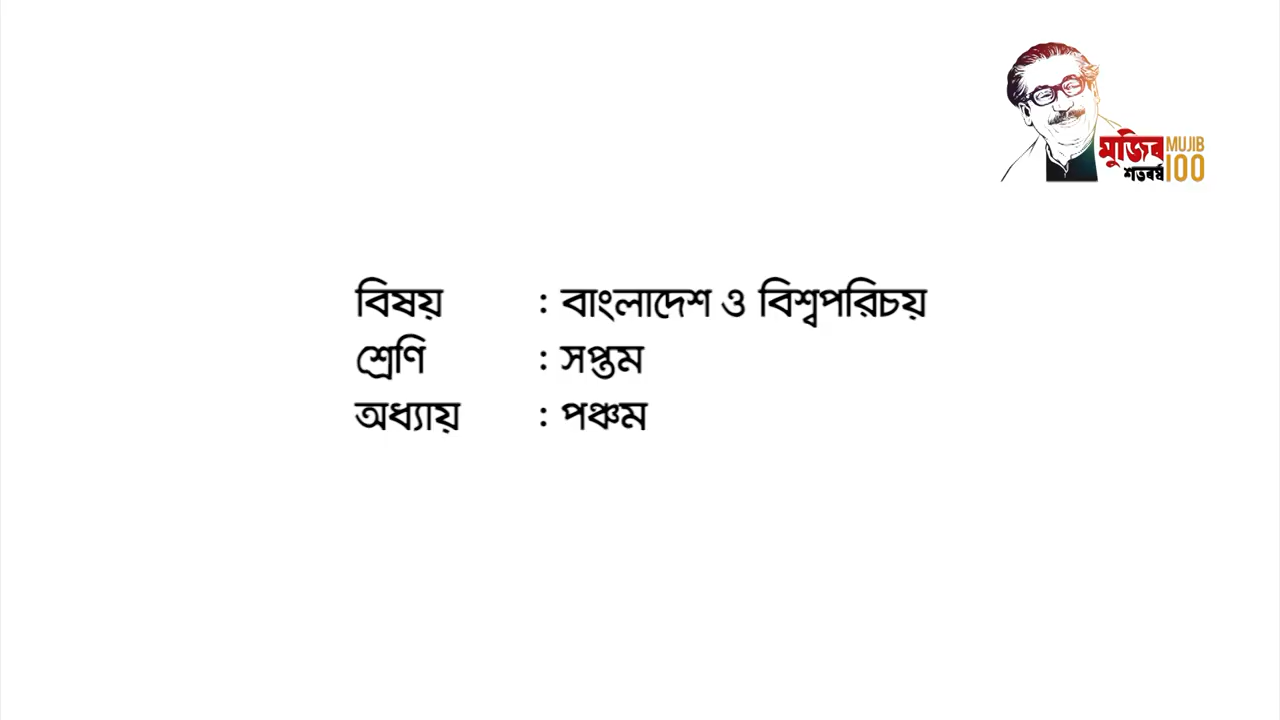 মুজিব MUJIB
শতবর্ষ 100
বিষয় : বাংলাদেশ ও বিশ্বপরিচয়
শ্রেণি : সপ্তম
অধ্যায় : পঞ্চম